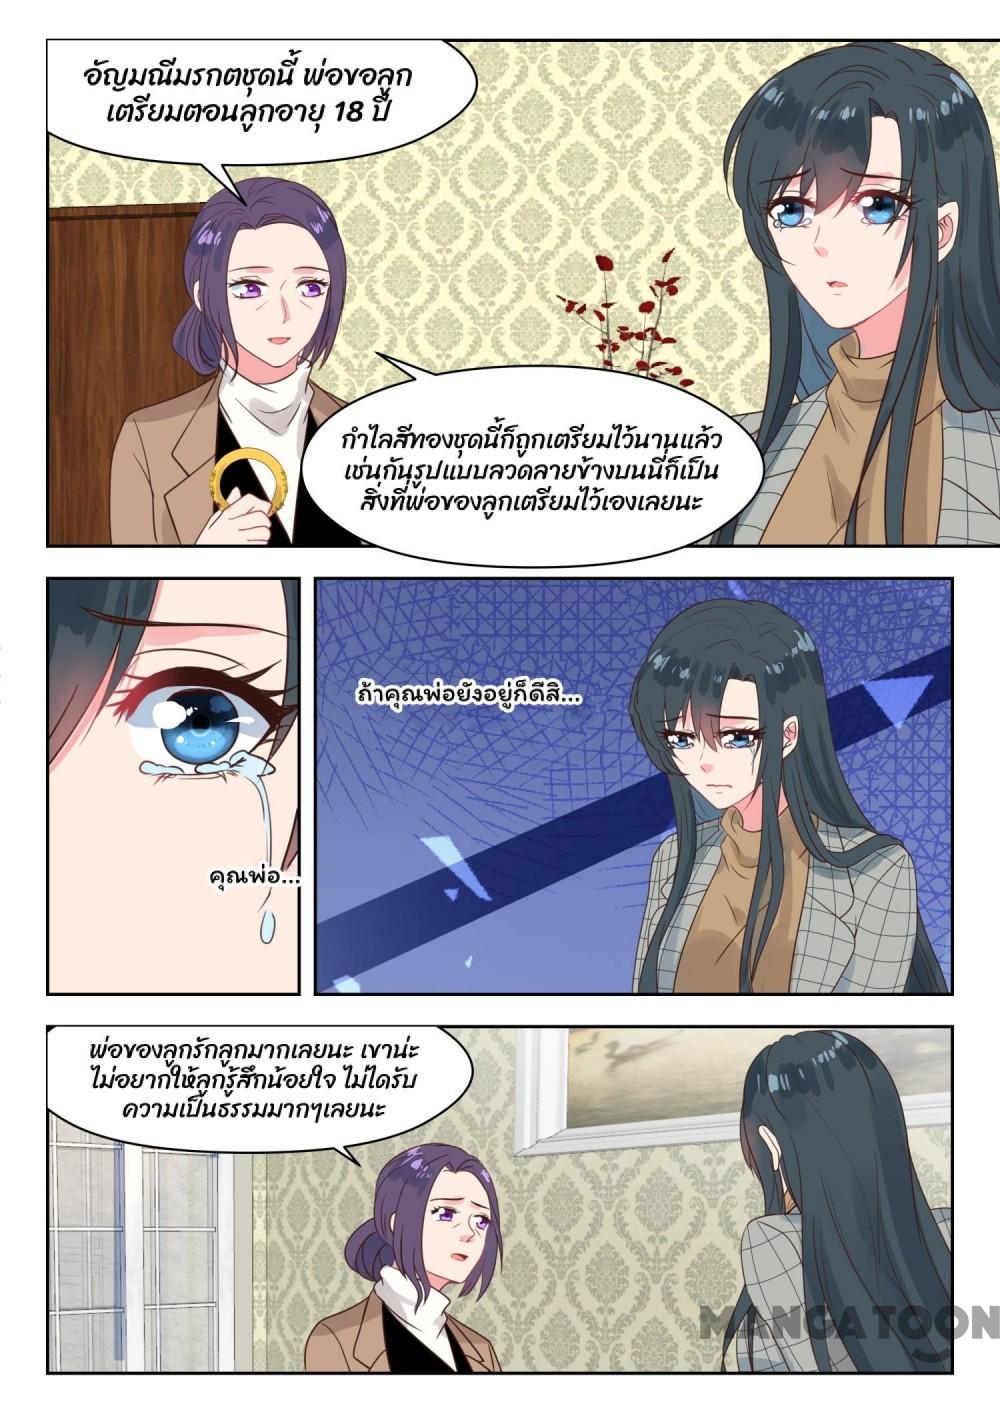 อัญมณีมรกตชุดนี้ พ่อขอลูก
เตรียมตอนลูกอายุ 18 ปี
กำไลสีทองชุดนี้ก็ถูกเตรียมไว้นานแล้ว
เช่นกันรูปแบบลวดลายข้างบนนี่ก็เป็น
สิ่งที่พ่อของลูกเตรียมไว้เองเลยนะ
คุณพ่อ...
ถ้าคุณพ่อยังอยู่ก็ดีสิ...
พ่อของลูกรักลูกมากเลยนะ เขาน่ะ
ไม่อยากให้ลูกรู้สึกน้อยใจ ไม่ได้รับ
ความเป็นธรรมมากๆเลยนะ
MANGATOON